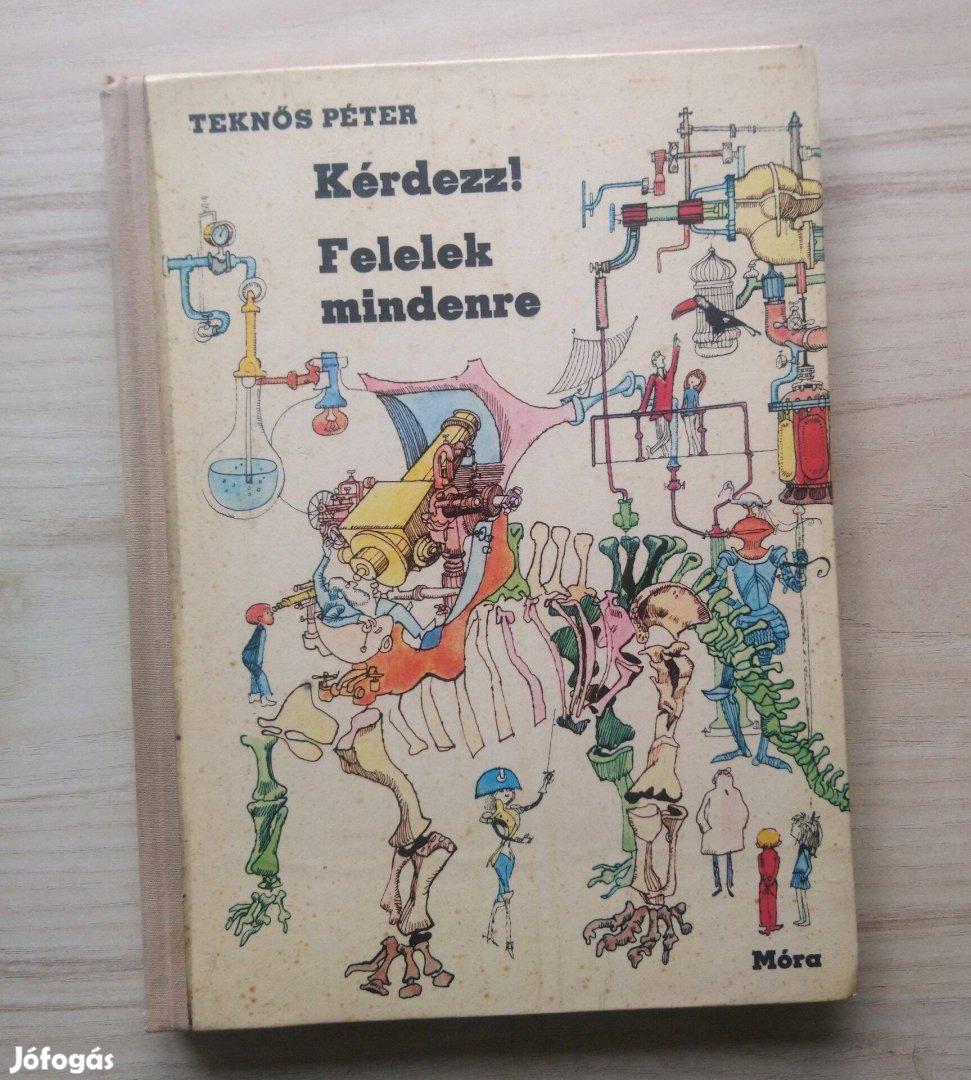 TEKNŐS PÉTER
Kérdezz!
Felelek
mindenre
Móra
Jófogás